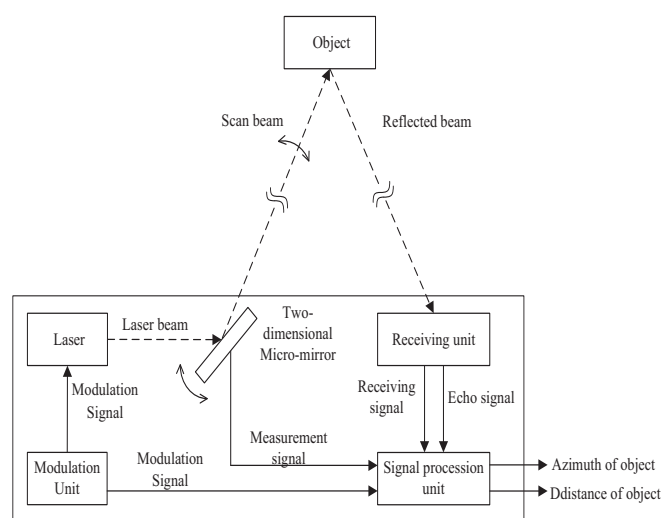 Object
Scan beam
Reflected beam
Two-
dimensional
Micro-mirror
Laser beam
Laser
Receiving unit
Modulation
Signal
Receiving
signal
Echo signal
Measurement
signal
Modulation
Signal
Modulation
Unit
Signal procession
unit
Azimuth of object
Ddistance of object